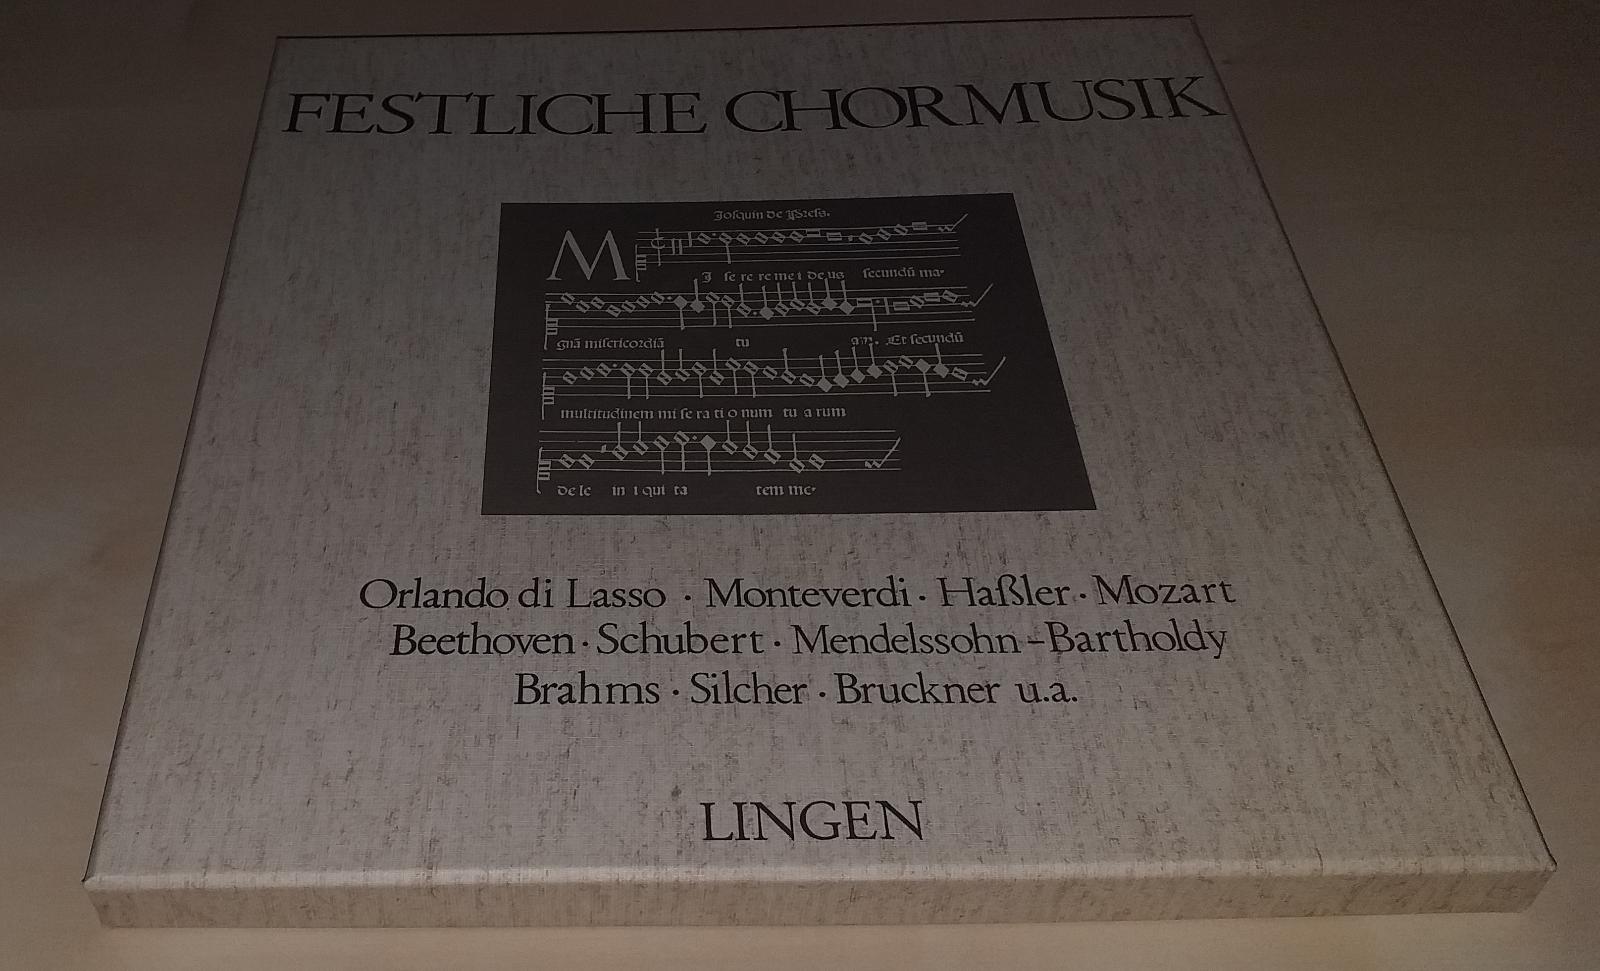 FESTLICHE CHORMUSIK
Josquin de Pres.
M
J se re re mei deus secundū ma-
gnā misericordiā tu am. Et secundū
multitudinem mi se ra ti o num tu a rum
de le in i qui ta tem me-
Orlando di Lasso · Monteverdi · Haßler · Mozart
Beethoven · Schubert · Mendelssohn-Bartholdy
Brahms · Silcher · Bruckner u.a.
LINGEN